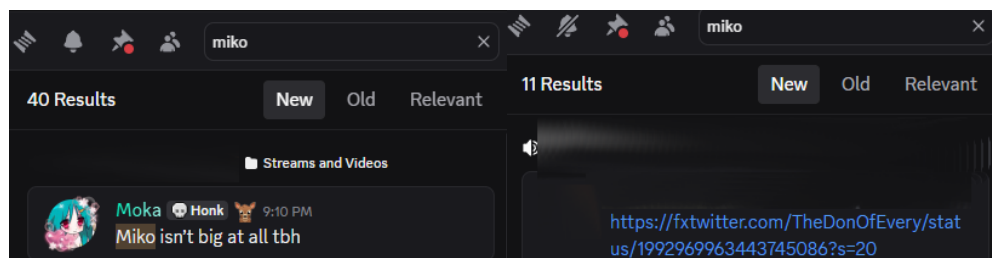 miko
40 Results
New
Old
Relevant
Streams and Videos
Moka Honk 9:10 PM
Miko isn't big at all tbh
miko
11 Results
New
Old
Relevant
https://fxtwitter.com/TheDonOfEvery/stat
us/1992969963443745086?s=20